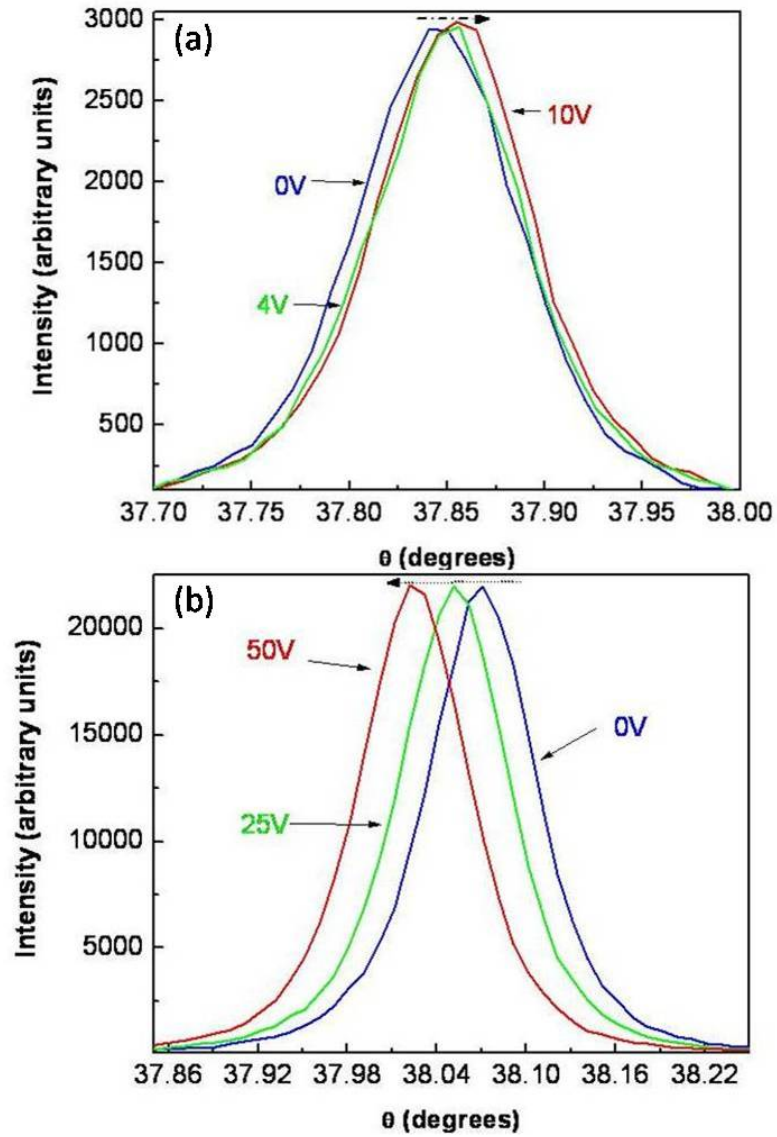 (a)
Intensity (arbitrary units)
3000
2500
2000
1500
1000
500
0V
4V
10V
37.70 37.75 37.80 37.85 37.90 37.95 38.00
θ (degrees)
(b)
Intensity (arbitrary units)
20000
15000
10000
5000
50V
25V
0V
37.86 37.92 37.98 38.04 38.10 38.16 38.22
θ (degrees)